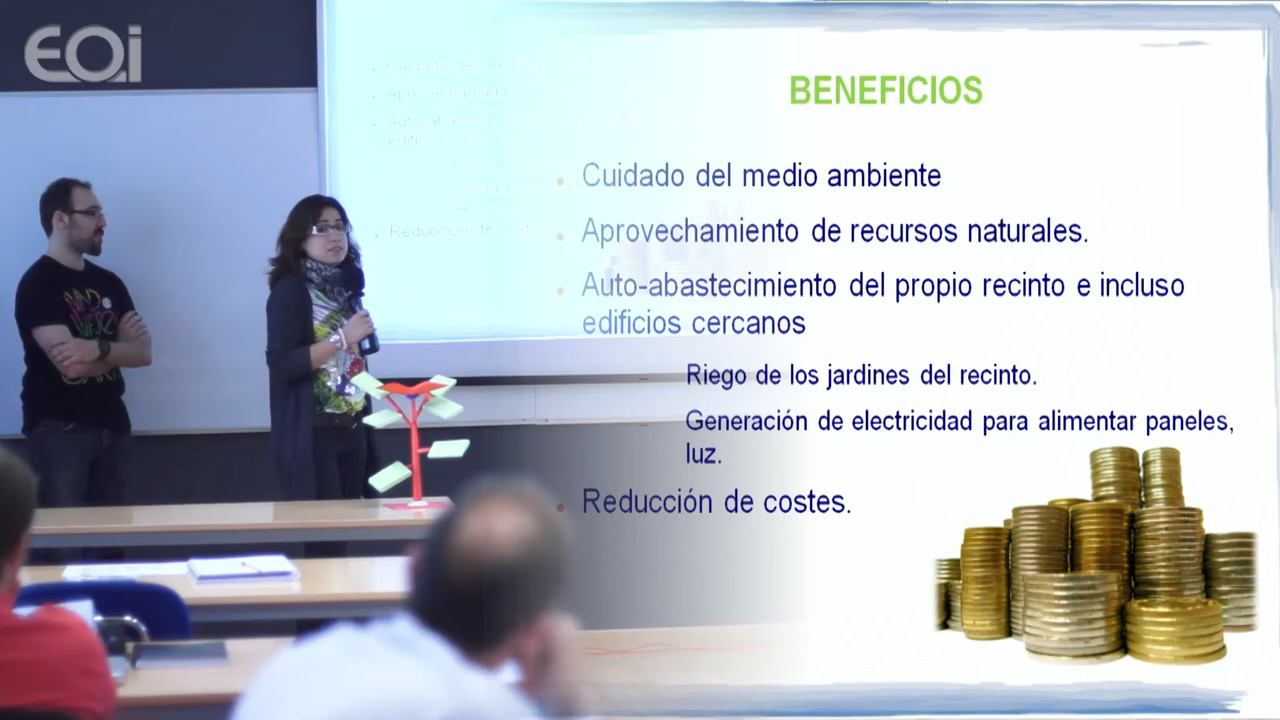 EOi
BENEFICIOS
Cuidado del medio ambiente
Aprovechamiento de recursos naturales.
Auto-abastecimiento del propio recinto e incluso
edificios cercanos
Riego de los jardines del recinto.
Generación de electricidad para alimentar paneles,
luz.
Reducción de costes.